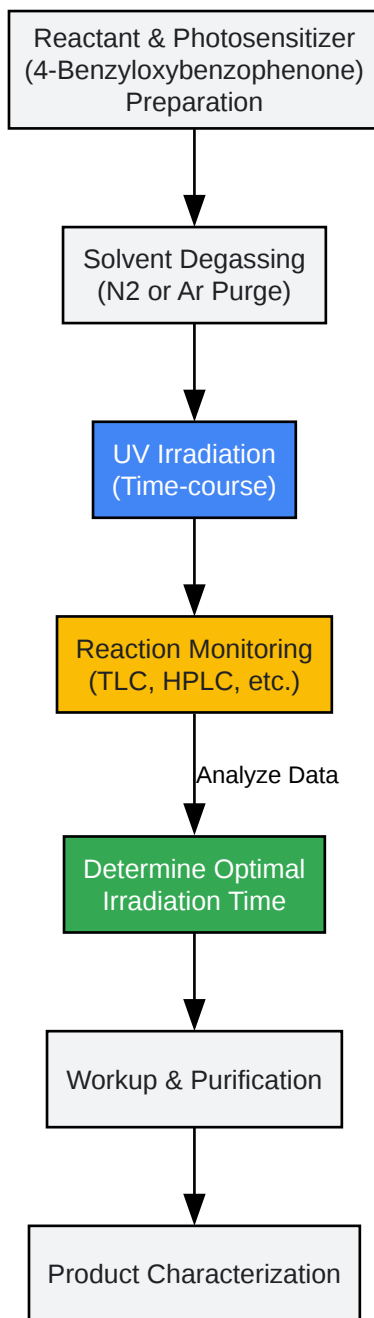 Reactant & Photosensitizer
(4-Benzyloxybenzophenone)
Preparation
Solvent Degassing
(N2 or Ar Purge)
UV Irradiation
(Time-course)
Reaction Monitoring
(TLC, HPLC, etc.)
Analyze Data
Determine Optimal
Irradiation Time
Workup & Purification
Product Characterization